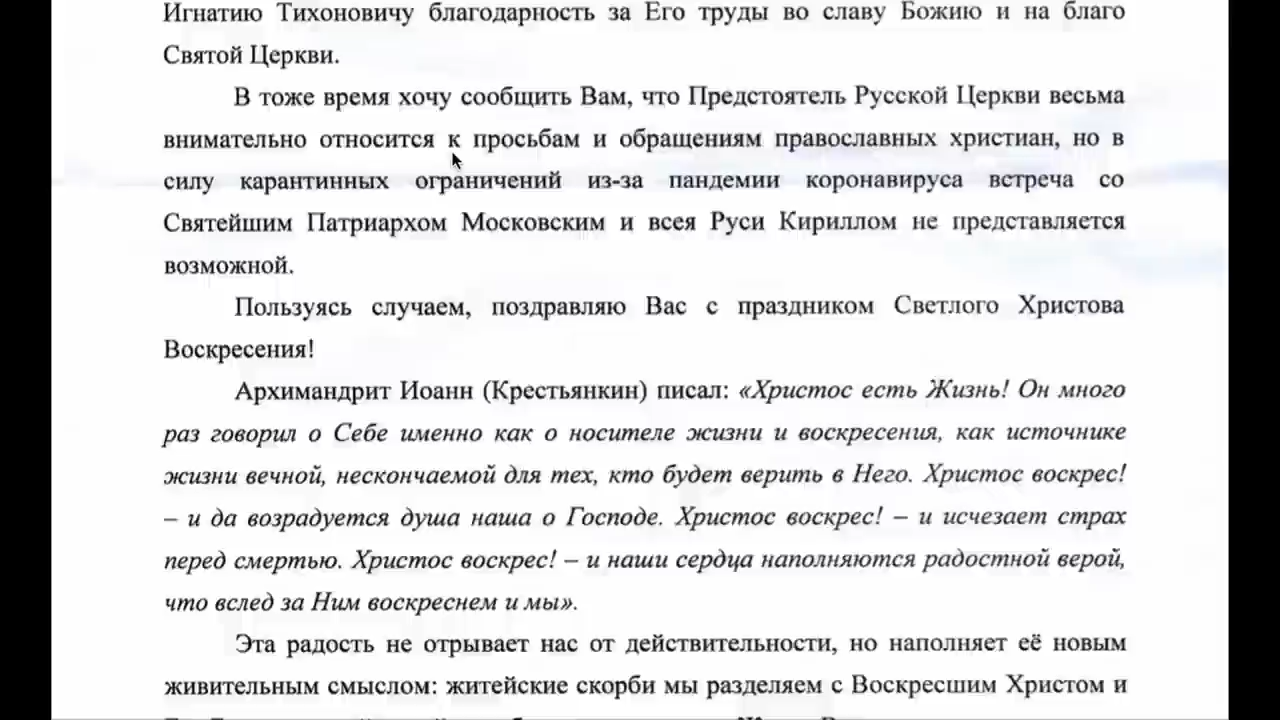 Игнатию Тихоновичу благодарность за Его труды во славу Божию и на благо
Святой Церкви.
В тоже время хочу сообщить Вам, что Предстоятель Русской Церкви весьма
внимательно относится к просьбам и обращениям православных христиан, но в
силу карантинных ограничений из-за пандемии коронавируса встреча со
Святейшим Патриархом Московским и всея Руси Кириллом не представляется
возможной.
Пользуясь случаем, поздравляю Вас с праздником Светлого Христова
Воскресения!
Архимандрит Иоанн (Крестьянкин) писал: «Христос есть Жизнь! Он много
раз говорил о Себе именно как о носителе жизни и воскресения, как источнике
жизни вечной, нескончаемой для тех, кто будет верить в Него. Христос воскрес!
– и да возрадуется душа наша о Господе. Христос воскрес! – и исчезает страх
перед смертью. Христос воскрес! – и наши сердца наполняются радостной верой,
что вслед за Ним воскреснем и мы».
Эта радость не отрывает нас от действительности, но наполняет её новым
живительным смыслом: житейские скорби мы разделяем с Воскресшим Христом и